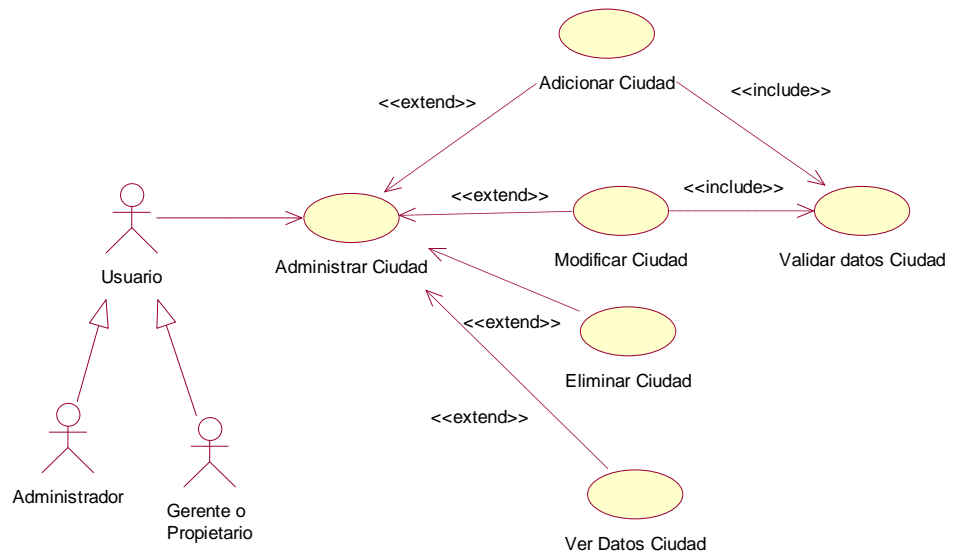 Adicionar Ciudad
<<extend>>
<<include>>
<<extend>>
<<include>>
Usuario
Administrar Ciudad
Modificar Ciudad
Validar datos Ciudad
<<extend>>
Eliminar Ciudad
<<extend>>
Administrador
Gerente o
Propietario
Ver Datos Ciudad